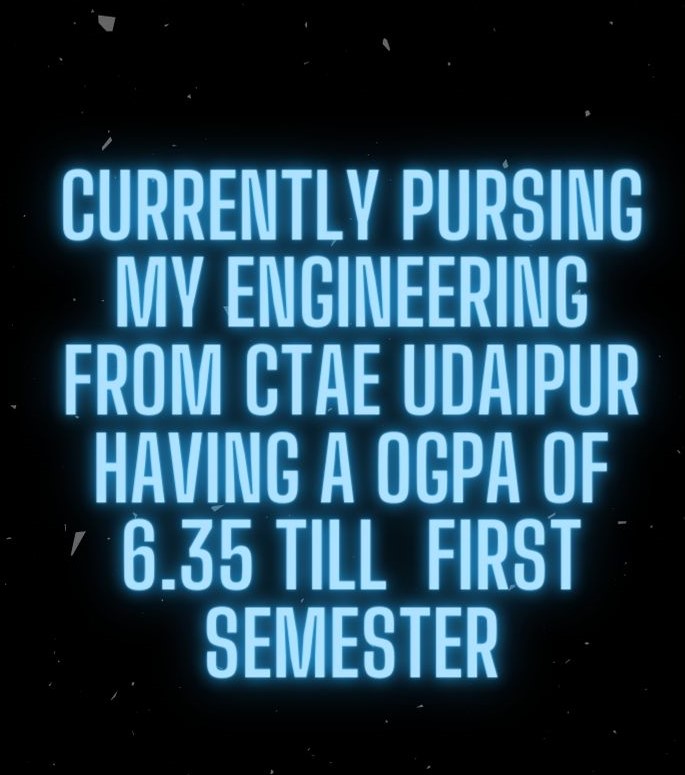 CURRENTLY PURSING
MY ENGINEERING
FROM CTAE UDAIPUR
HAVING A OGPA OF
6.35 TILL  FIRST
SEMESTER